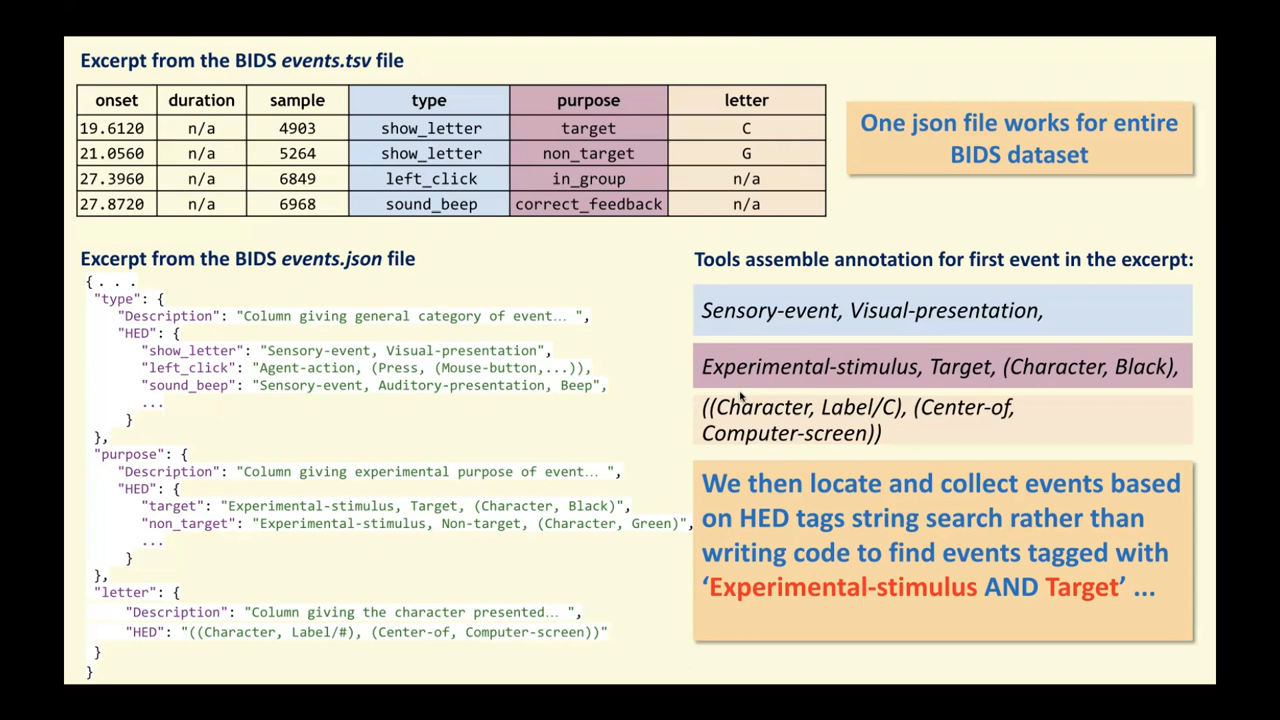 Excerpt from the BIDS events.tsv file
onset duration sample type purpose letter
19.6120 n/a 4903 show_letter target C
21.0560 n/a 5264 show_letter non_target G
27.3960 n/a 6849 left_click in_group n/a
27.8720 n/a 6968 sound_beep correct_feedback n/a
One json file works for entire
BIDS dataset
Excerpt from the BIDS events.json file
{ . . .
"type": {
"Description": "Column giving general category of event… ",
"HED": {
"show_letter": "Sensory-event, Visual-presentation",
"left_click": "Agent-action, (Press, (Mouse-button,...)),
"sound_beep": "Sensory-event, Auditory-presentation, Beep",
...
}
},
"purpose": {
"Description": "Column giving experimental purpose of event… ",
"HED": {
"target": "Experimental-stimulus, Target, (Character, Black)",
"non_target": "Experimental-stimulus, Non-target, (Character, Green)",
...
}
},
"letter": {
"Description": "Column giving the character presented… ",
"HED": "((Character, Label/#), (Center-of, Computer-screen))"
}
}
Tools assemble annotation for first event in the excerpt:
Sensory-event, Visual-presentation,
Experimental-stimulus, Target, (Character, Black),
((Character, Label/C), (Center-of,
Computer-screen))
We then locate and collect events based
on HED tags string search rather than
writing code to find events tagged with
‘Experimental-stimulus AND Target’ ...